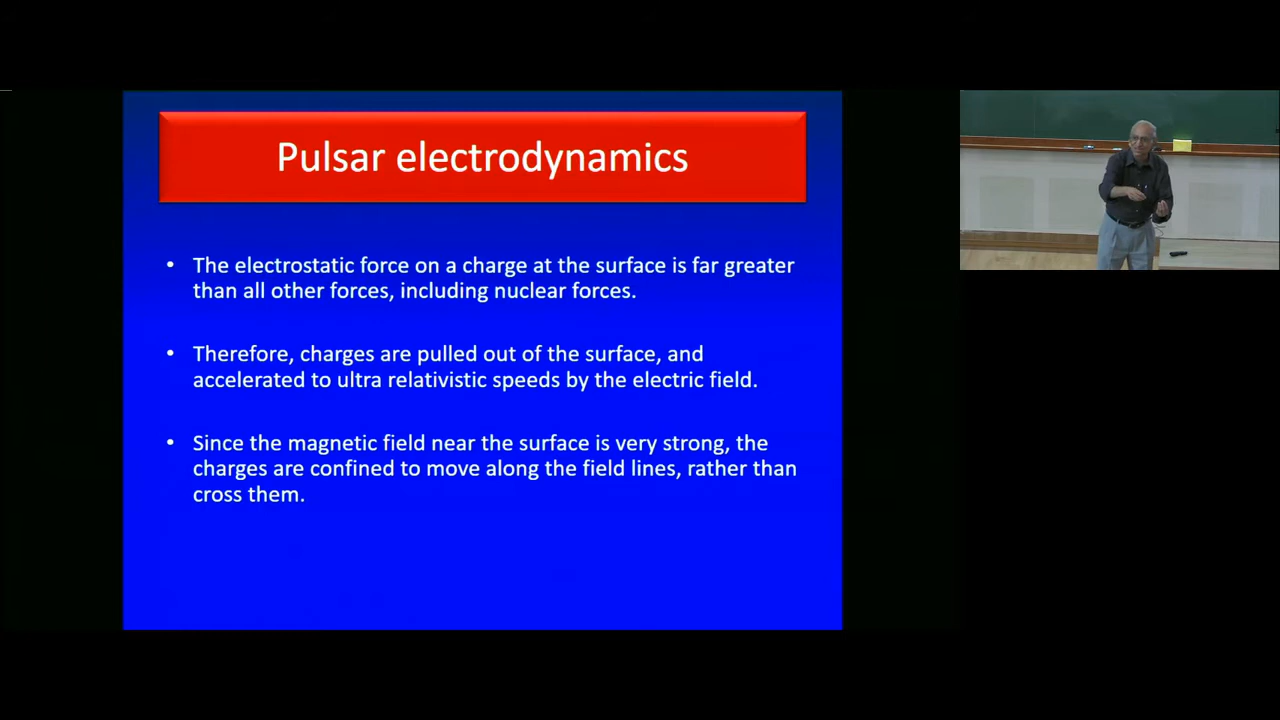 Pulsar electrodynamics
• The electrostatic force on a charge at the surface is far greater
than all other forces, including nuclear forces.
• Therefore, charges are pulled out of the surface, and
accelerated to ultra relativistic speeds by the electric field.
• Since the magnetic field near the surface is very strong, the
charges are confined to move along the field lines, rather than
cross them.